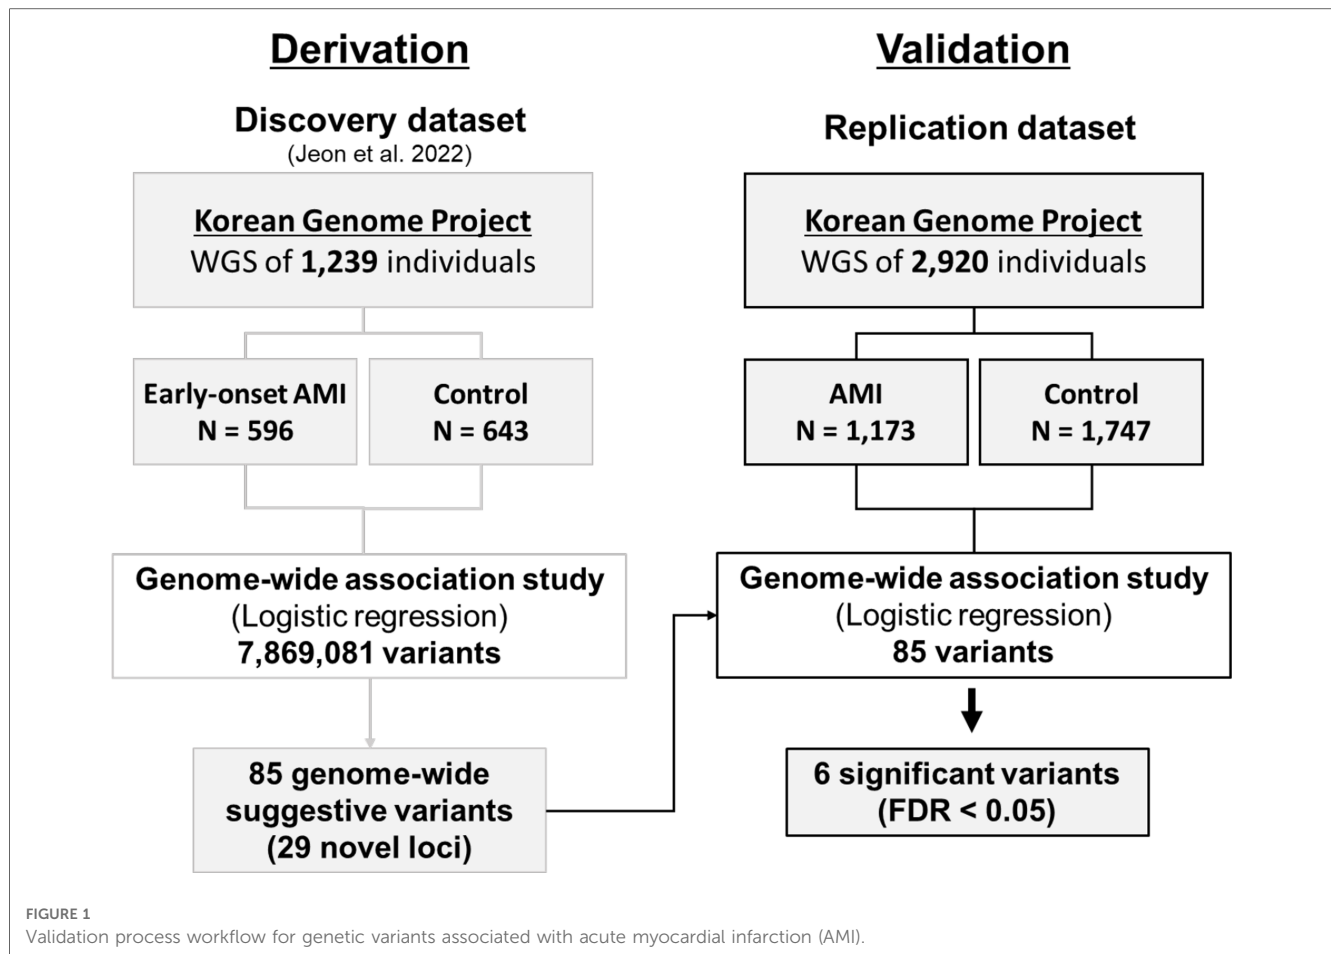 Derivation
Discovery dataset
(Jeon et al. 2022)
Korean Genome Project
WGS of 1,239 individuals
Early-onset AMI
N = 596
Control
N = 643
Genome-wide association study
(Logistic regression)
7,869,081 variants
85 genome-wide
suggestive variants
(29 novel loci)
Validation
Replication dataset
Korean Genome Project
WGS of 2,920 individuals
AMI
N = 1,173
Control
N = 1,747
Genome-wide association study
(Logistic regression)
85 variants
6 significant variants
(FDR < 0.05)
FIGURE 1
Validation process workflow for genetic variants associated with acute myocardial infarction (AMI).